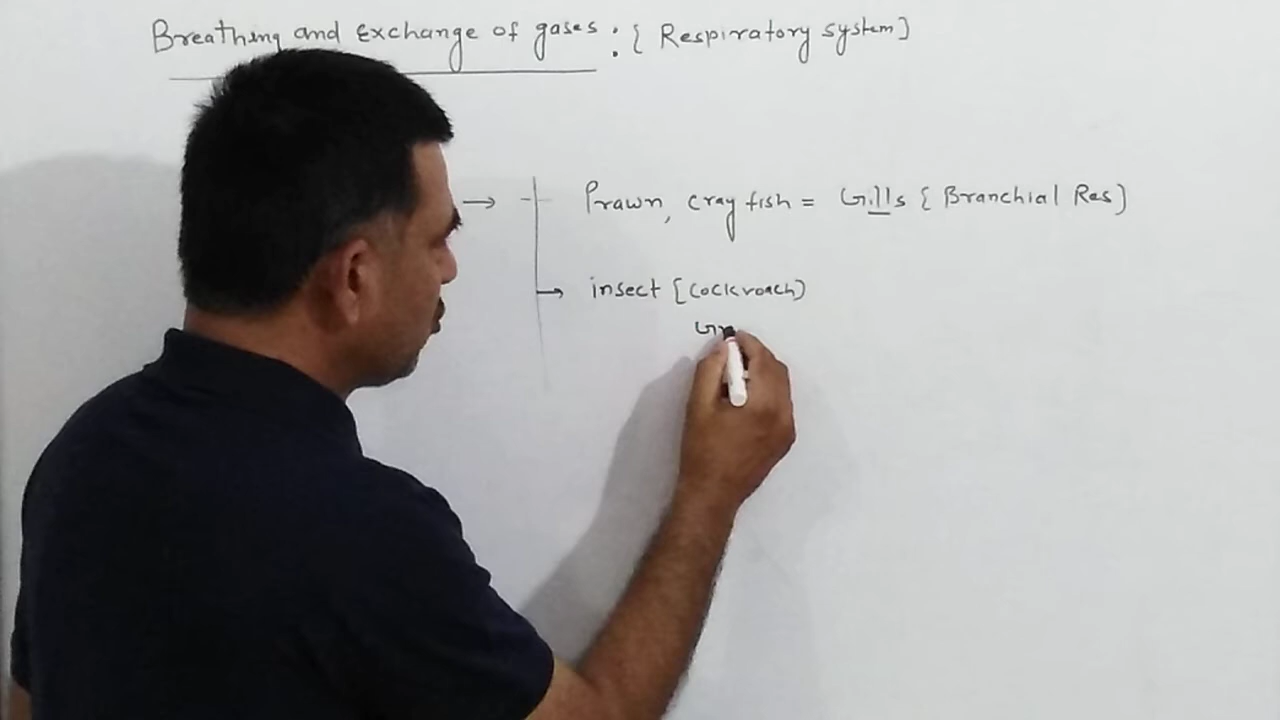 Breathing and exchange of gases : { Respiratory system ]
→ Prawn, cray fish = Gills { Branchial Res )
→ insect [Cockroach)